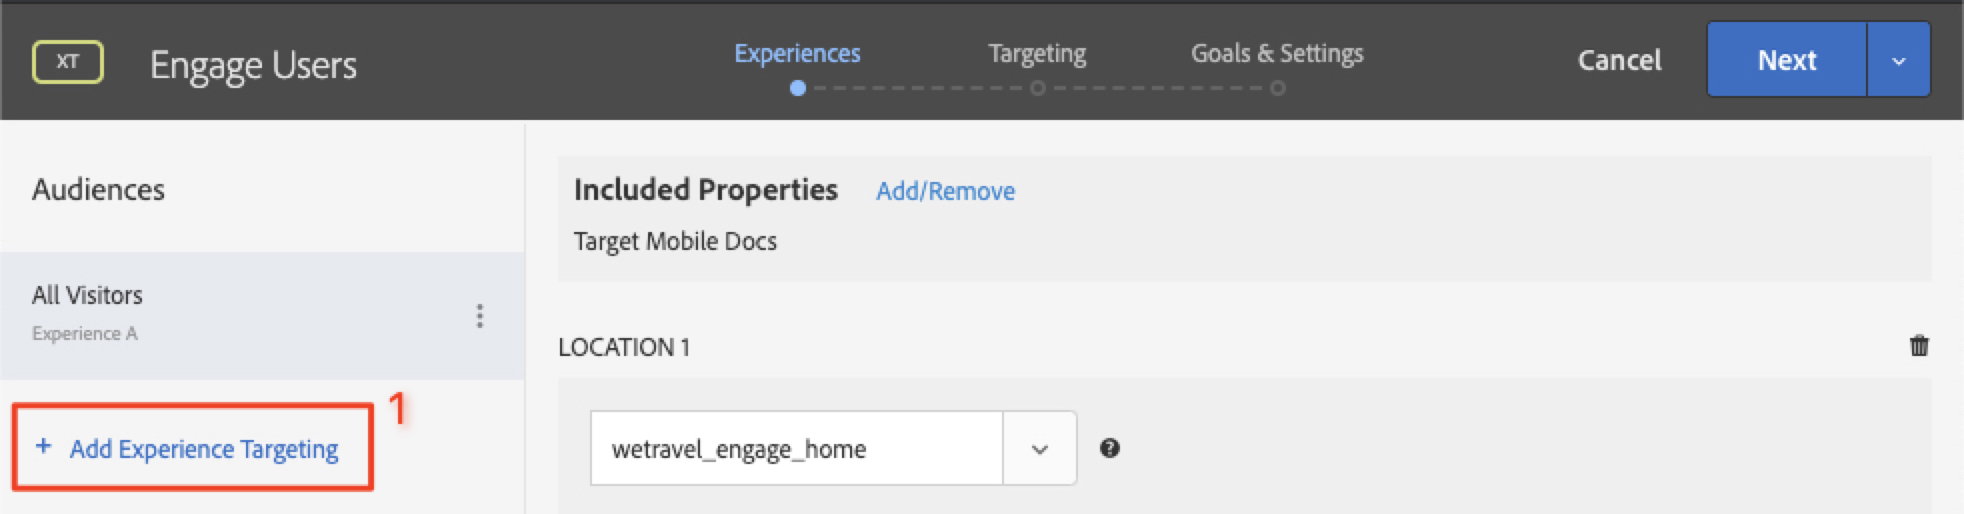 XT
Engage Users
Experiences
Targeting
Goals & Settings
Cancel
Next
Audiences
Included Properties Add/Remove
Target Mobile Docs
All Visitors
Experience A
LOCATION 1
1
+ Add Experience Targeting
wetravel_engage_home
?